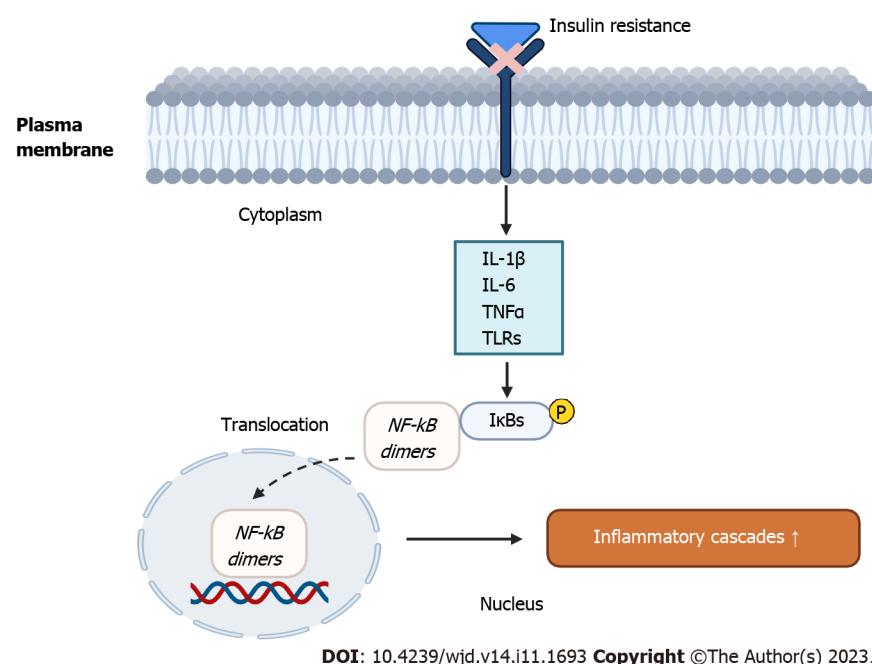 Insulin resistance
Plasma
membrane
Cytoplasm
IL-1β
IL-6
TNFα
TLRs
IκBs
P
NF-kB
dimers
Translocation
NF-kB
dimers
Inflammatory cascades ↑
Nucleus
DOI: 10.4239/wjd.v14.i11.1693 Copyright ©The Author(s) 2023.